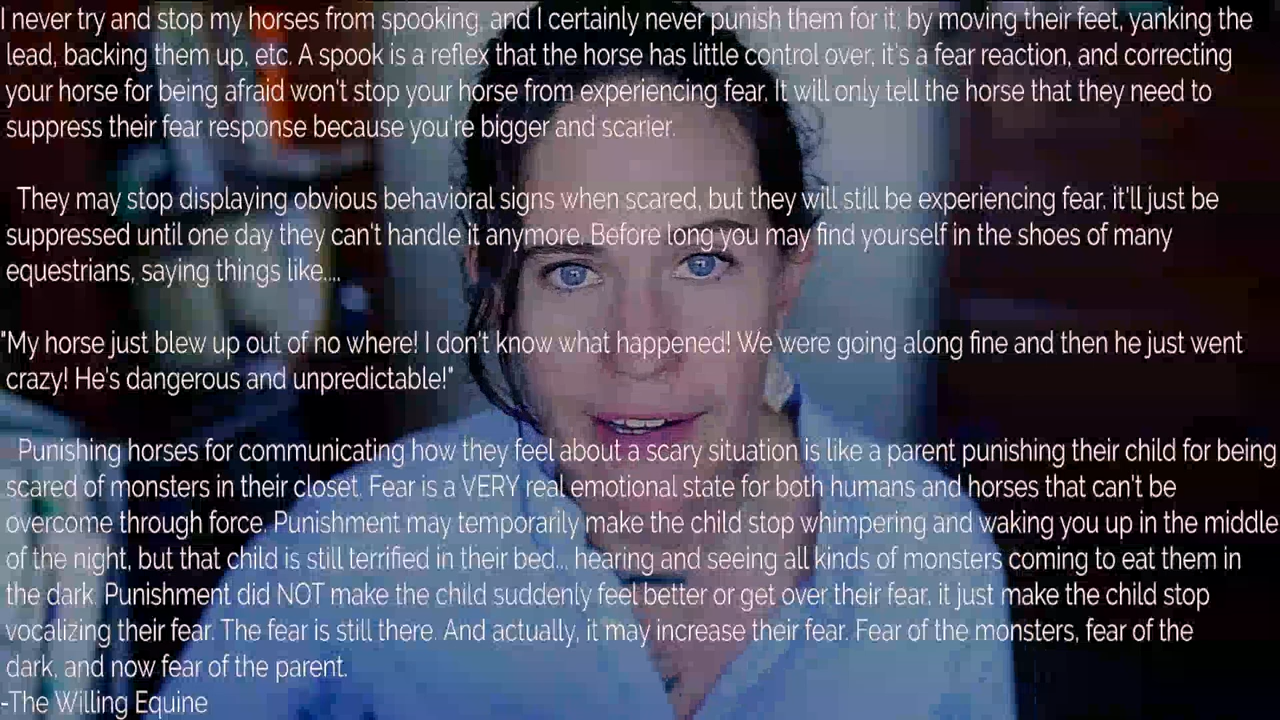 I never try and stop my horses from spooking, and I certainly never punish them for it; by moving their feet, yanking the
lead, backing them up, etc. A spook is a reflex that the horse has little control over, it's a fear reaction, and correcting
your horse for being afraid won't stop your horse from experiencing fear. It will only tell the horse that they need to
suppress their fear response because you're bigger and scarier.
They may stop displaying obvious behavioral signs when scared, but they will still be experiencing fear. it'll just be
suppressed until one day they can't handle it anymore. Before long you may find yourself in the shoes of many
equestrians, saying things like....
"My horse just blew up out of no where! I don't know what happened! We were going along fine and then he just went
crazy! He's dangerous and unpredictable!"
Punishing horses for communicating how they feel about a scary situation is like a parent punishing their child for being
scared of monsters in their closet. Fear is a VERY real emotional state for both humans and horses that can't be
overcome through force. Punishment may temporarily make the child stop whimpering and waking you up in the middle
of the night, but that child is still terrified in their bed... hearing and seeing all kinds of monsters coming to eat them in
the dark. Punishment did NOT make the child suddenly feel better or get over their fear, it just make the child stop
vocalizing their fear. The fear is still there. And actually, it may increase their fear. Fear of the monsters, fear of the
dark, and now fear of the parent.
-The Willing Equine